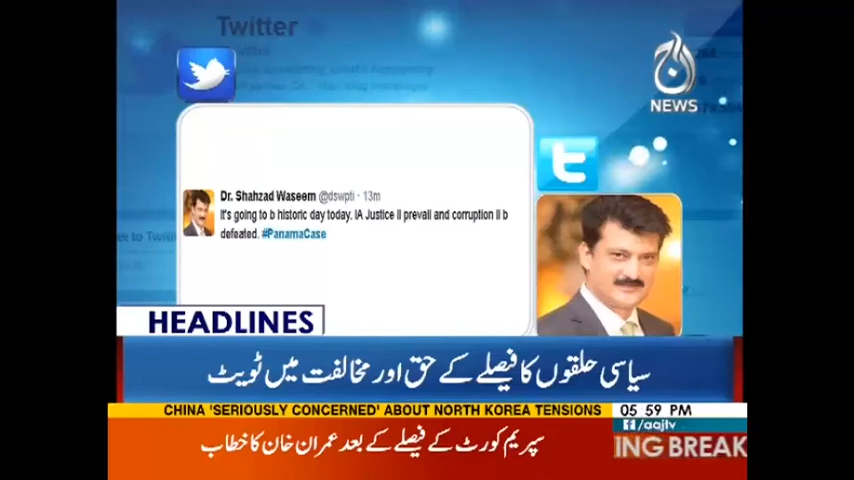 Twitter
NEWS
Dr. Shahzad Waseem @dswpti · 13m
It's going to b historic day today. IA Justice ll prevail and corruption ll b
defeated. #PanamaCase
HEADLINES
سیاسی حلقوں کا فیصلے کے حق اور مخالفت میں ٹویٹ
CHINA 'SERIOUSLY CONCERNED' ABOUT NORTH KOREA TENSIONS
05 59 PM
/aajtv
سپریم کورٹ کے فیصلے کے بعد عمران خان کا خطاب
ING BREAK